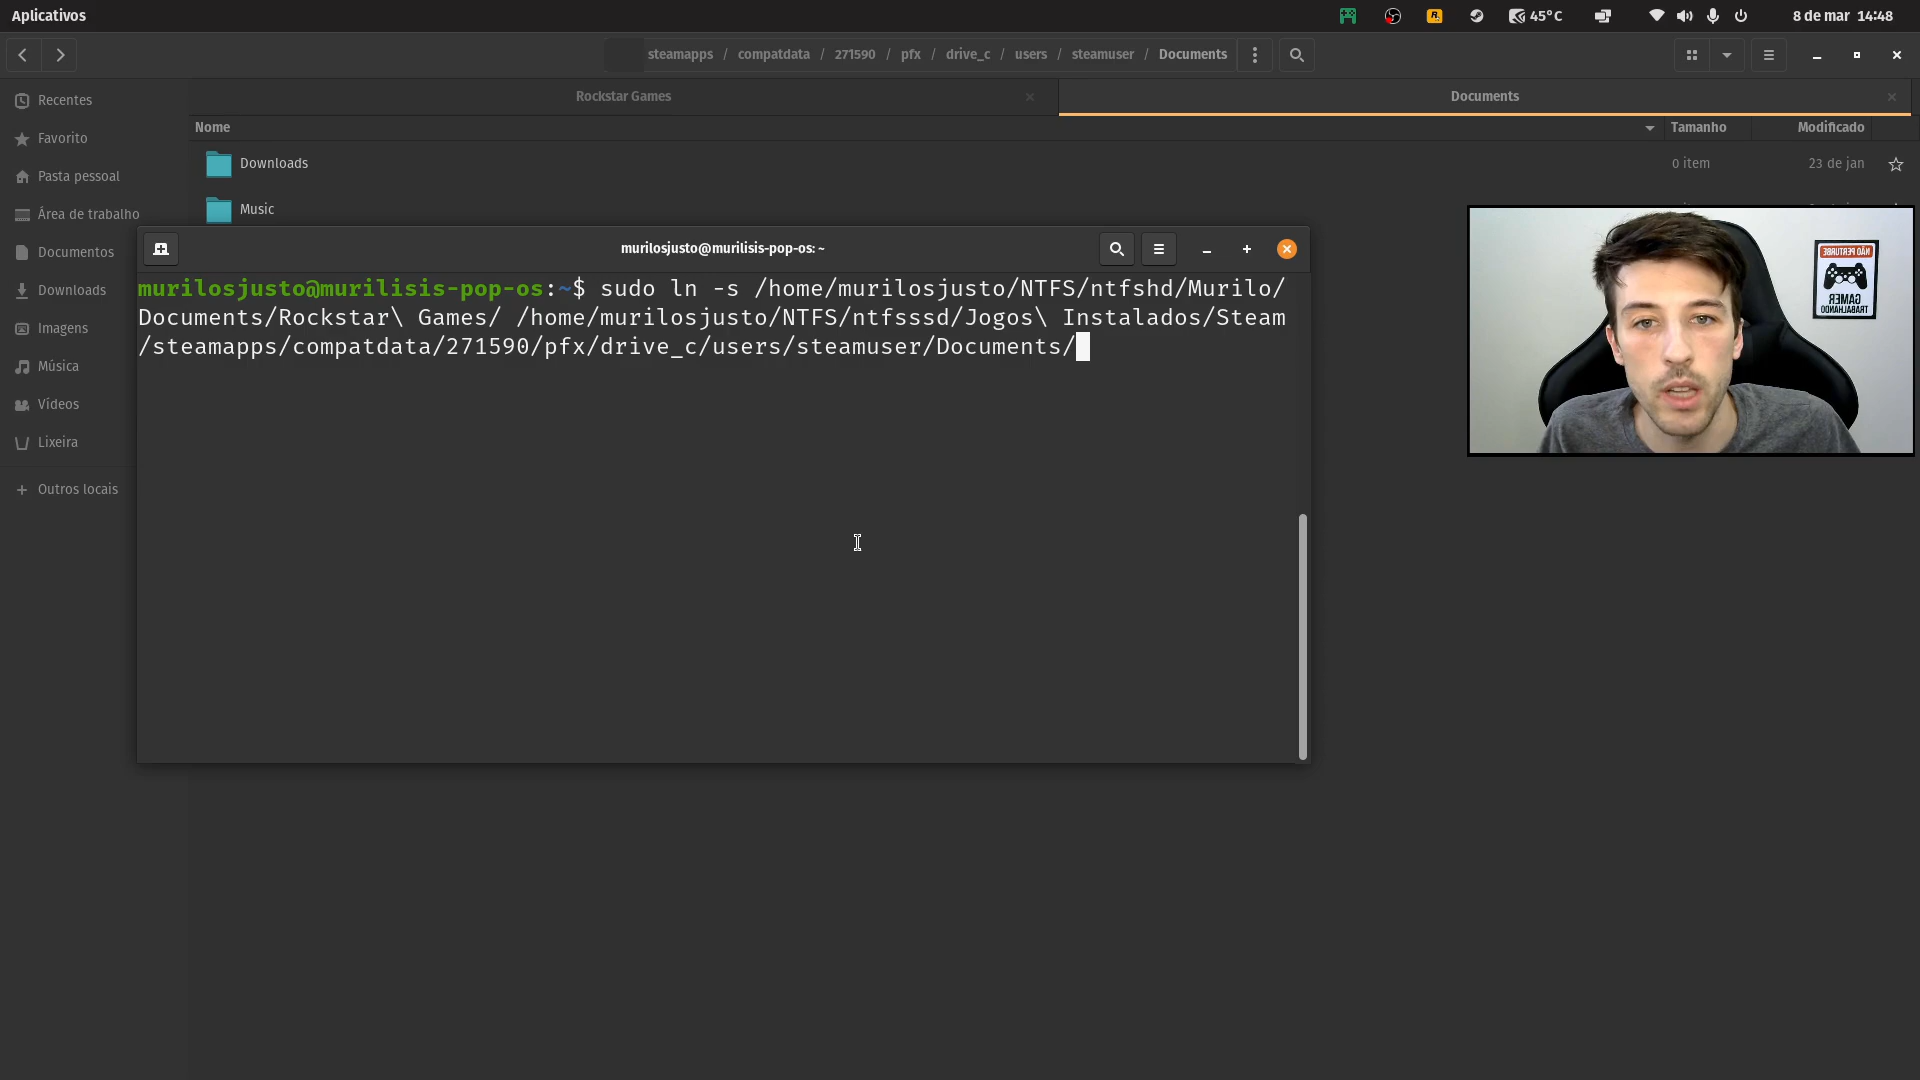 Aplicativos
45°C
8 de mar 14:48
steamapps / compatdata / 271590 / pfx / drive_c / users / steamuser / Documents
Rockstar Games
Documents
Nome
Tamanho
Modificado
Recentes
Favorito
Pasta pessoal
Área de trabalho
Documentos
Downloads
Imagens
Música
Vídeos
Lixeira
+ Outros locais
Downloads
0 item
23 de jan
Music
murilosjusto@murilisis-pop-os: ~
murilosjusto@murilisis-pop-os:~$ sudo ln -s /home/murilosjusto/NTFS/ntfshd/Murilo/
Documents/Rockstar\ Games/ /home/murilosjusto/NTFS/ntfsssd/Jogos\ Instalados/Steam
/steamapps/compatdata/271590/pfx/drive_c/users/steamuser/Documents/
NÃO PERTURBE
GAMER
TRABALHANDO